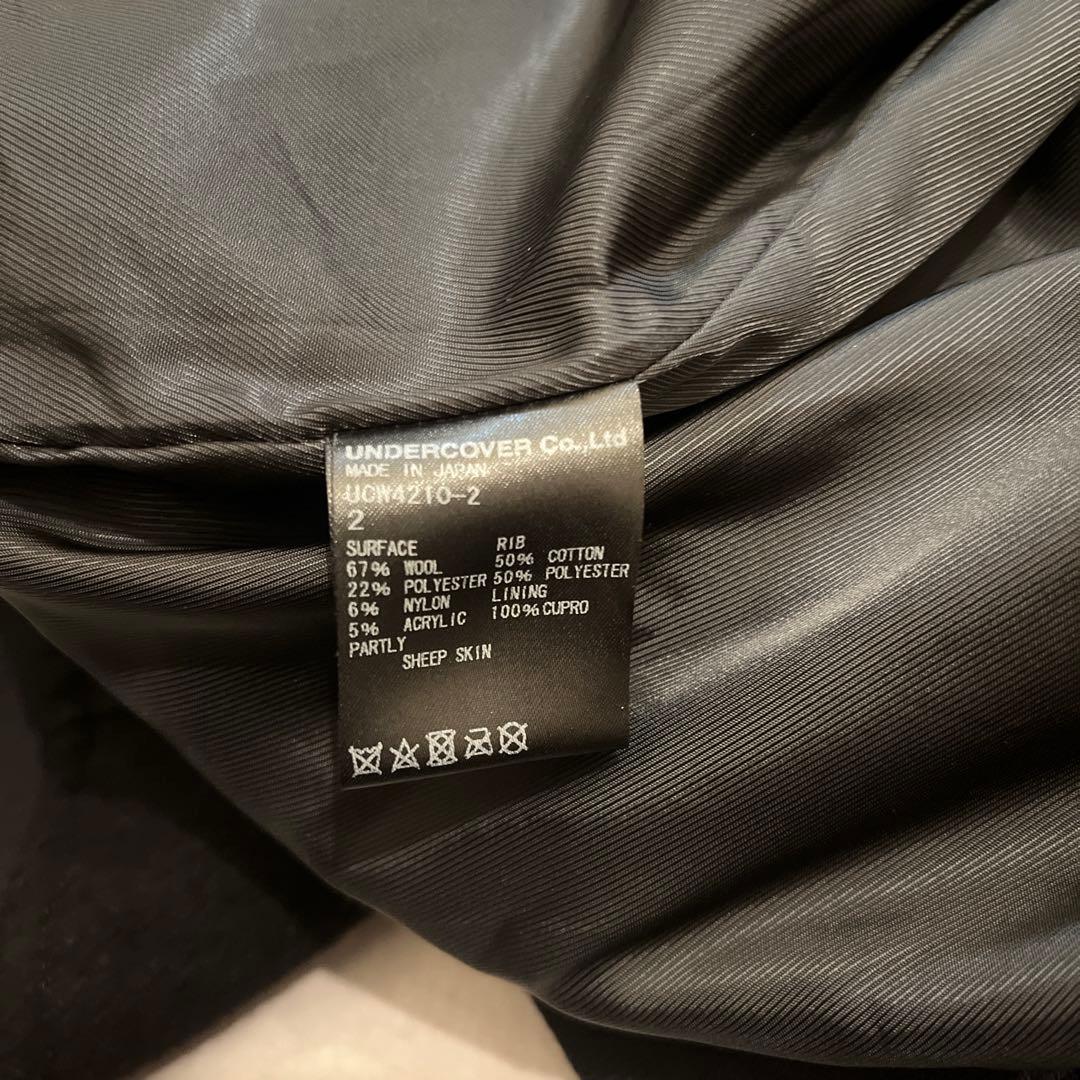 UNDERCOVER Co.,Ltd
MADE IN JAPAN
UCW4210-2
2
SURFACE
67% WOOL
22% POLYESTER
6% NYLON
5% ACRYLIC
PARTLY
SHEEP SKIN
RIB
50% COTTON
50% POLYESTER
LINING
100%CUPRO